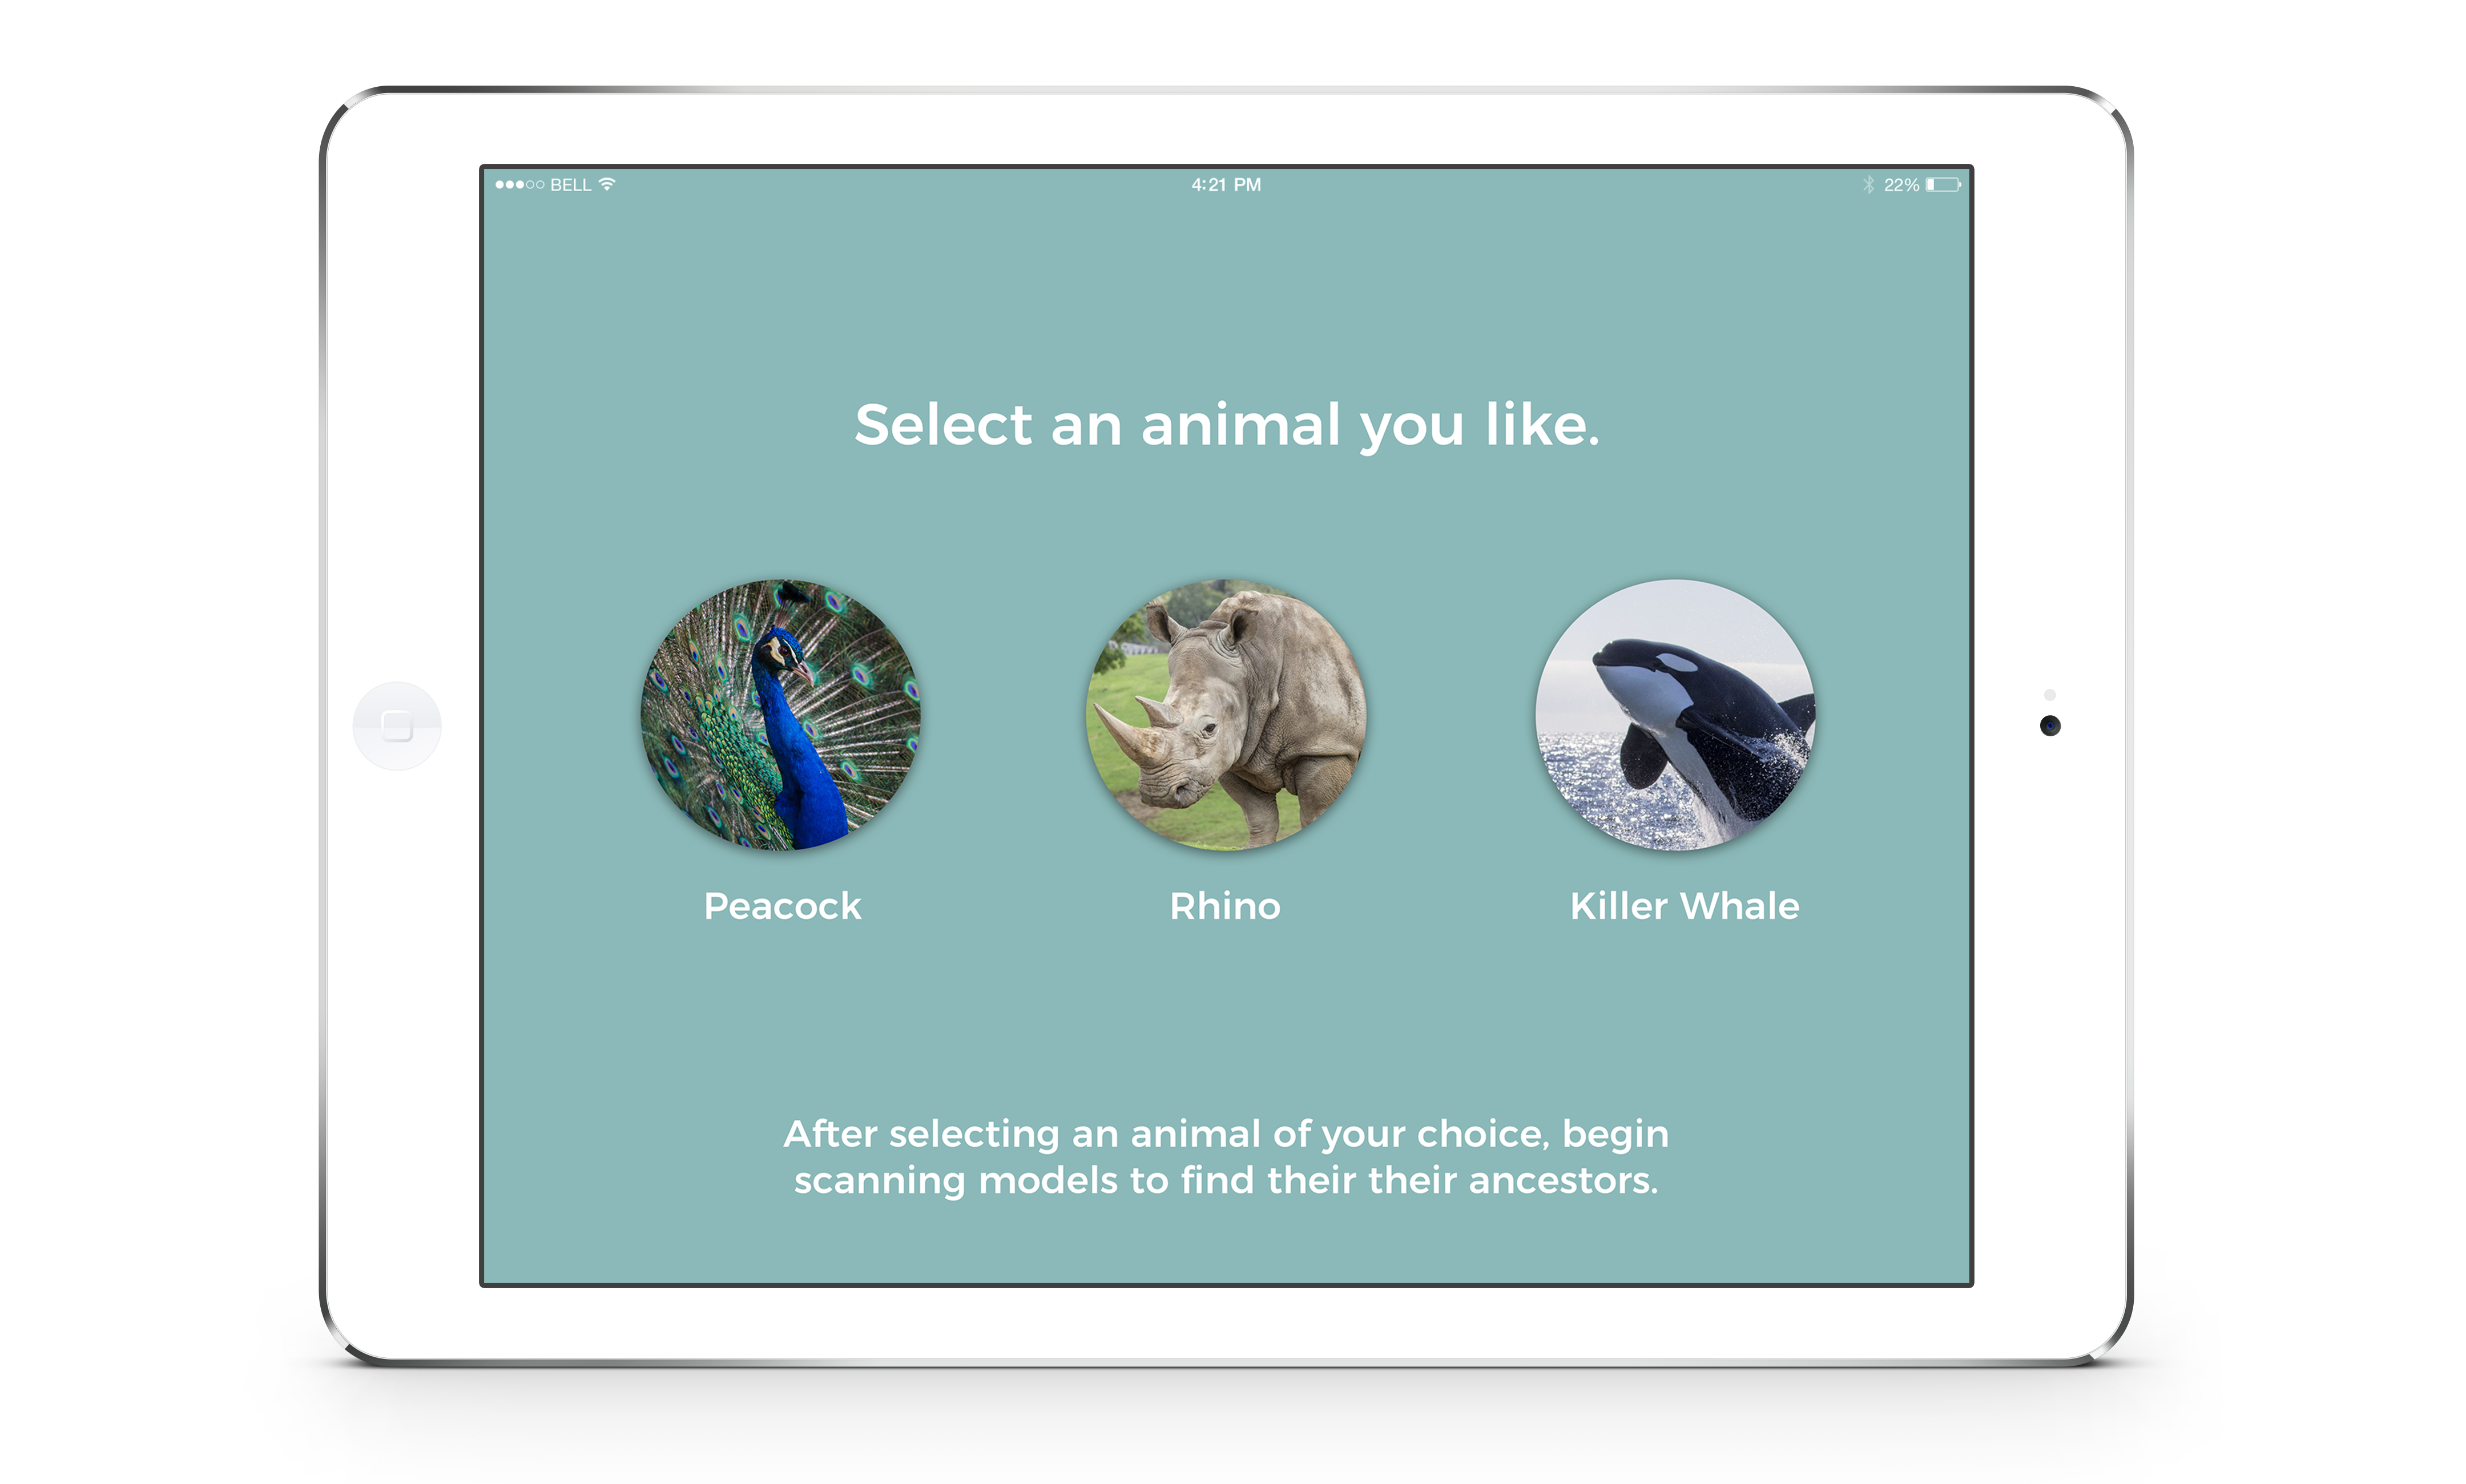 BELL 4:21 PM 22%
Select an animal you like.
Peacock Rhino Killer Whale
After selecting an animal of your choice, begin
scanning models to find their their ancestors.